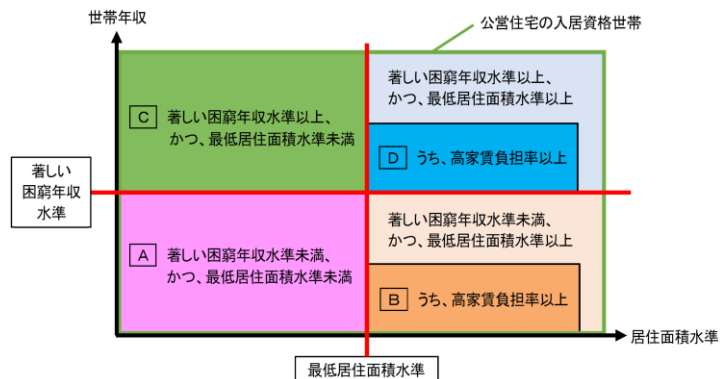 世帯年収
公営住宅の入居資格世帯
C 著しい困窮年収水準以上、
かつ、最低居住面積水準未満
著しい困窮年収水準以上、
かつ、最低居住面積水準以上
D うち、高家賃負担率以上
著しい
困窮年収
水準
A 著しい困窮年収水準未満、
かつ、最低居住面積水準未満
著しい困窮年収水準未満、
かつ、最低居住面積水準以上
B うち、高家賃負担率以上
居住面積水準
最低居住面積水準